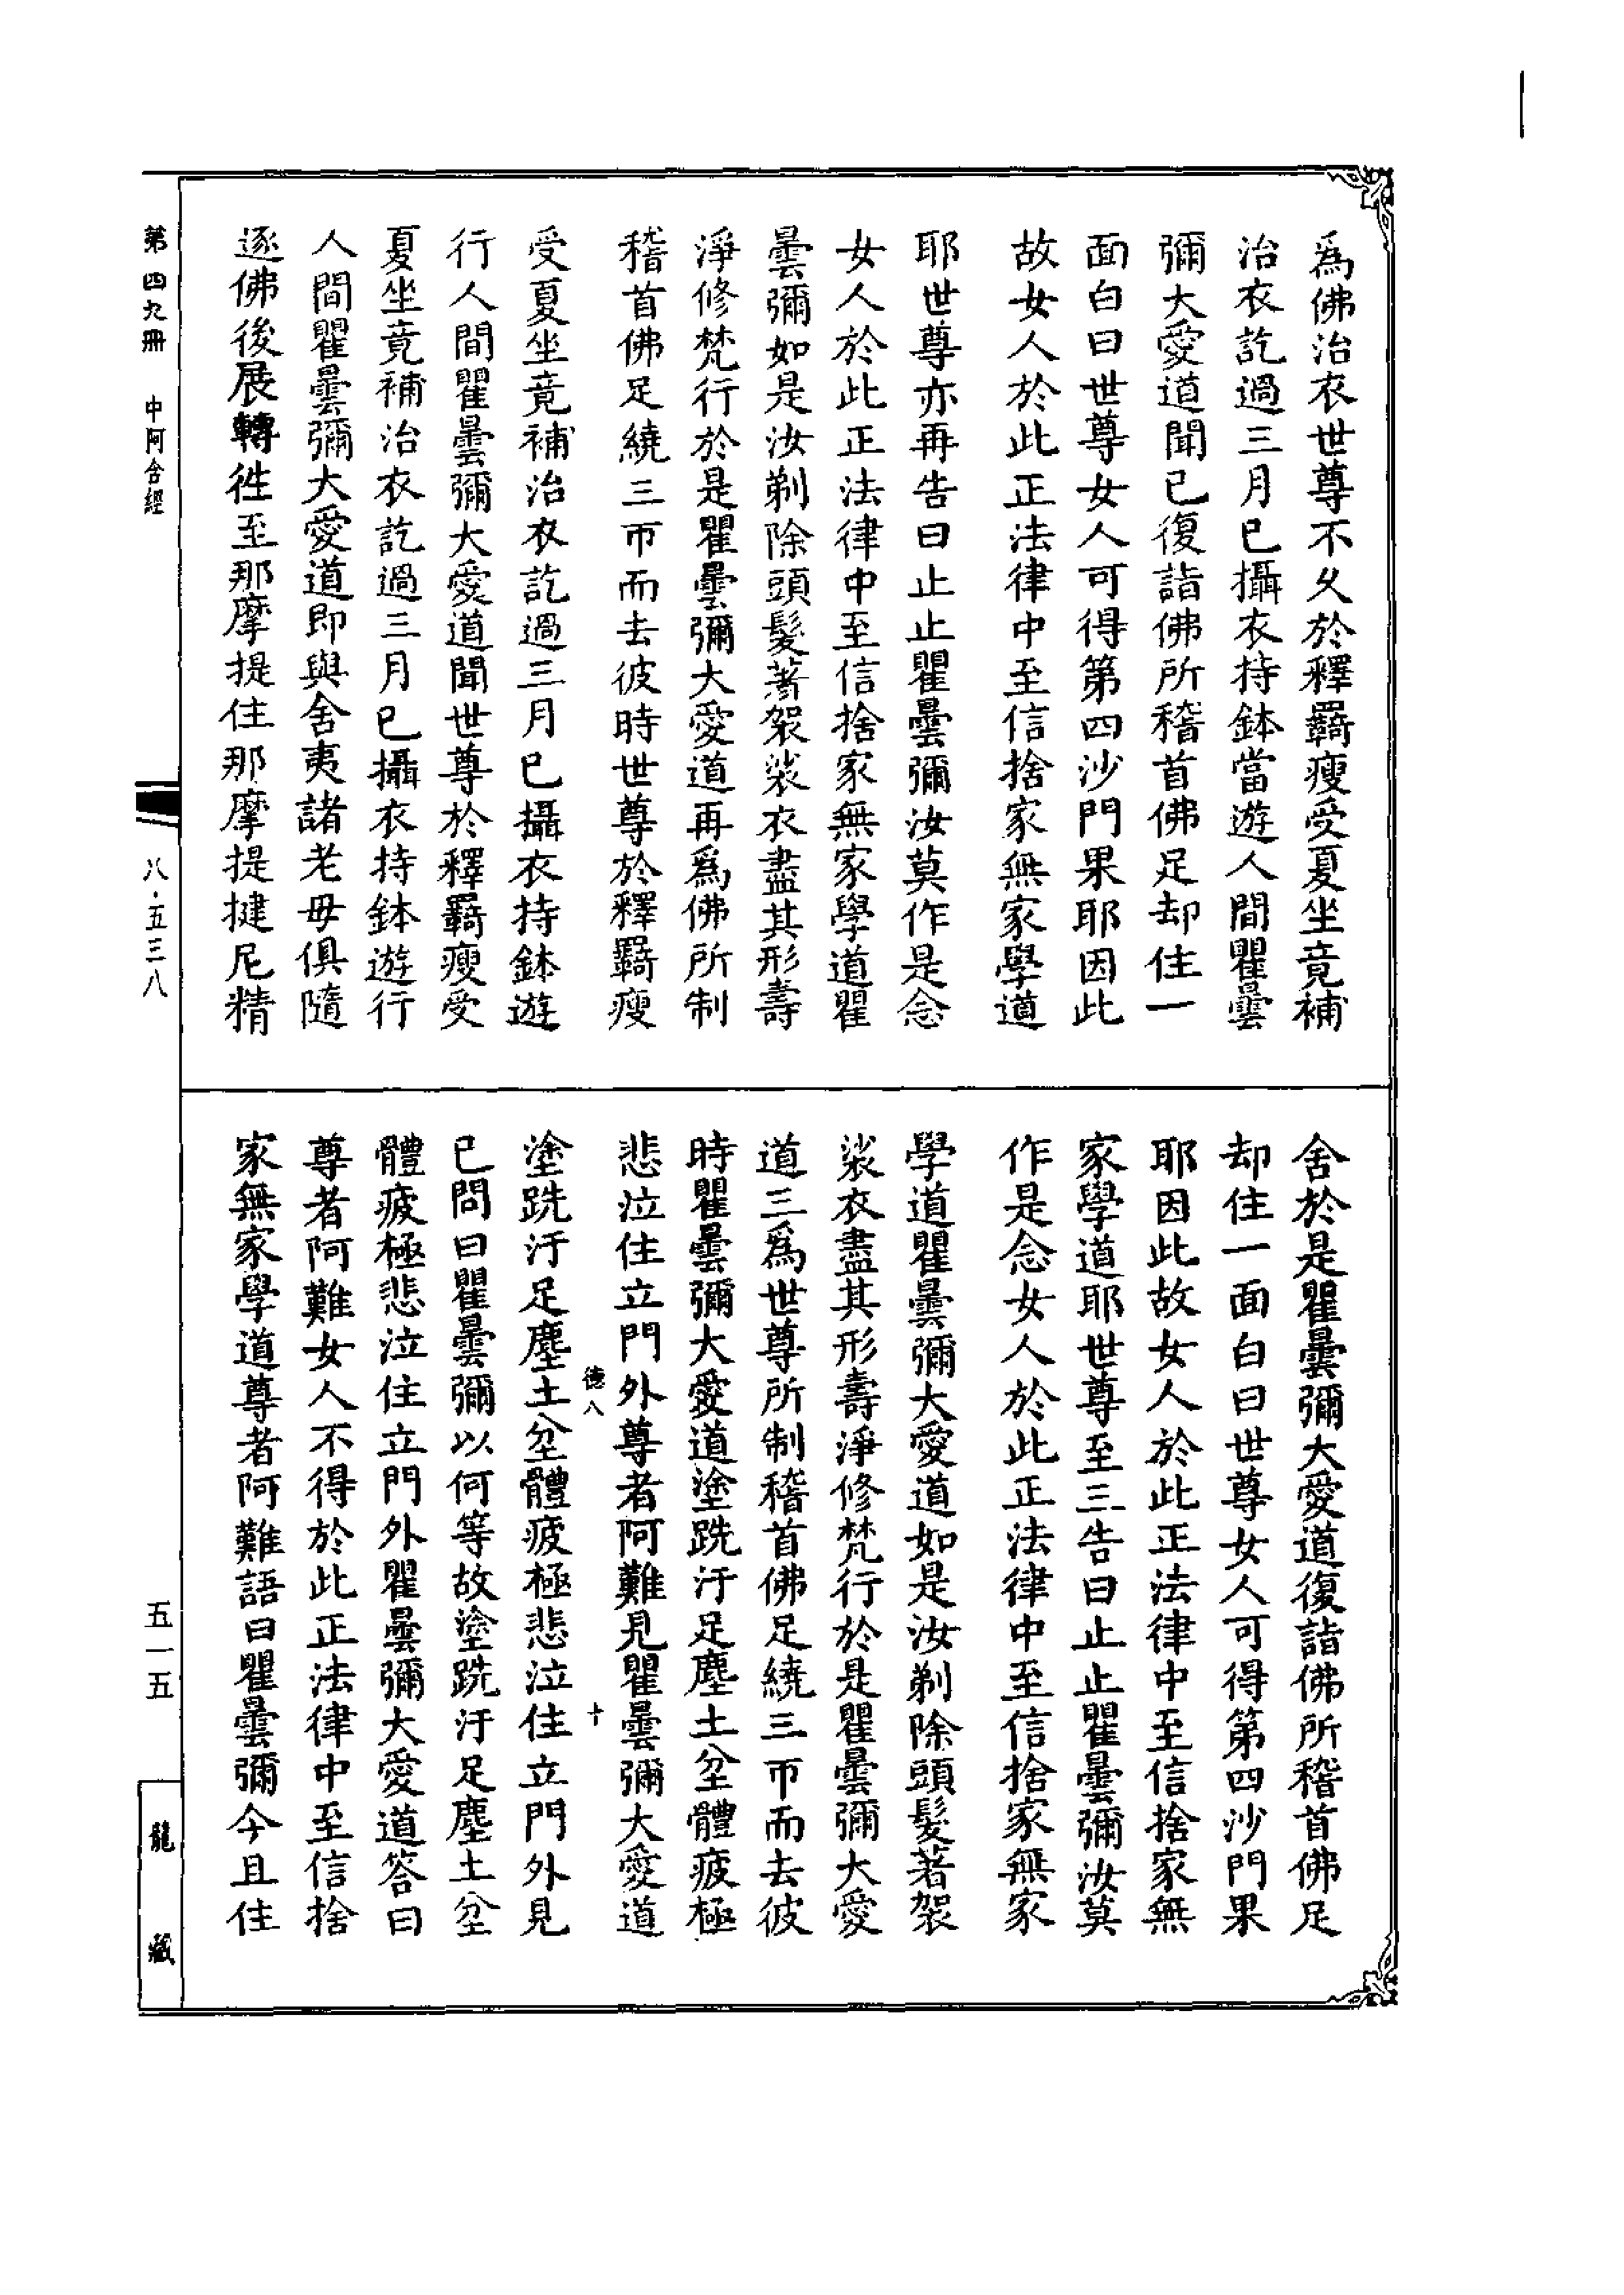 爲佛治衣世尊不久於釋羇瘦受夏坐竟補
治衣訖過三月已攝衣持鉢當遊人間瞿曇
彌大愛道聞已復詣佛所稽首佛足却住一
面白曰世尊女人可得第四沙門果耶因此
故女人於此正法律中至信捨家無家學道
耶世尊亦再告曰止止瞿曇彌汝莫作是念
女人於此正法律中至信捨家無家學道瞿
曇彌如是汝剃除頭髮著袈裟衣盡其形壽
淨修梵行於是瞿曇彌大愛道再爲佛所制
稽首佛足繞三帀而去彼時世尊於釋羇瘦
受夏坐竟補治衣訖過三月已攝衣持鉢遊
行人間瞿曇彌大愛道聞世尊於釋羇瘦受
夏坐竟補治衣訖過三月已攝衣持鉢遊行
人間瞿曇彌大愛道即與舍夷諸老母俱隨
逐佛後展轉徃至那摩提住那摩提揵尼精
舍於是瞿曇彌大愛道復詣佛所稽首佛足
却住一面白曰世尊女人可得第四沙門果
耶因此故女人於此正法律中至信捨家無
家學道耶世尊至三告曰止止瞿曇彌汝莫
作是念女人於此正法律中至信捨家無家
學道瞿曇彌大愛道如是汝剃除頭髮著袈
裟衣盡其形壽淨修梵行於是瞿曇彌大愛
道三爲世尊所制稽首佛足繞三帀而去彼
時瞿曇彌大愛道塗跣汙足塵土坌體疲極
悲泣住立門外尊者阿難見瞿曇彌大愛道
德八 十
塗跣汙足塵土坌體疲極悲泣住立門外見
已問曰瞿曇彌以何等故塗跣汙足塵土坌
體疲極悲泣住立門外瞿曇彌大愛道答曰
尊者阿難女人不得於此正法律中至信捨
家無家學道尊者阿難語曰瞿曇彌今且住
第四九冊 中阿含經 八·五三八 五一五 龍藏